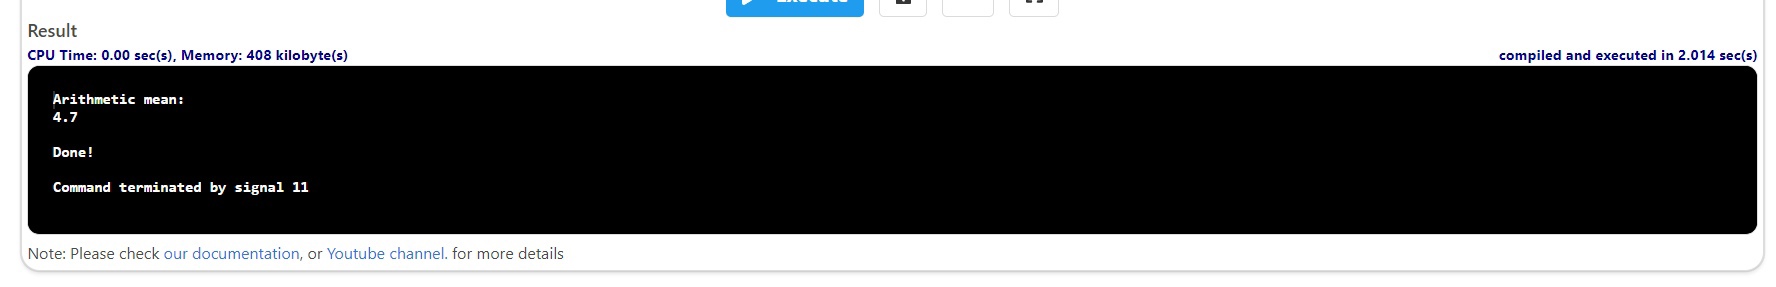 Execute
Result
CPU Time: 0.00 sec(s), Memory: 408 kilobyte(s)
compiled and executed in 2.014 sec(s)
Arithmetic mean:
4.7
Done!
Command terminated by signal 11
Note: Please check our documentation, or Youtube channel. for more details